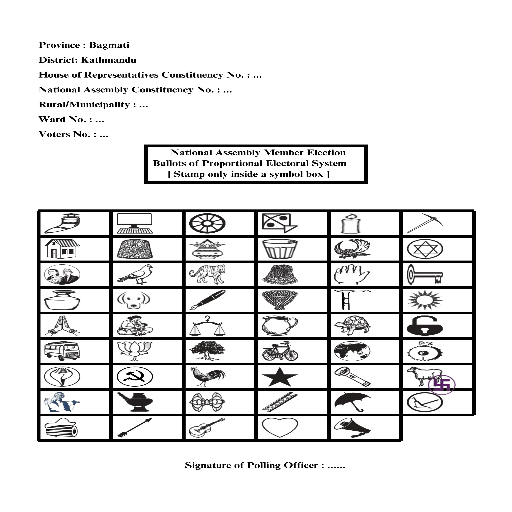 Province : Bagmati
District: Kathmandu
House of Representatives Constituency No. : ...
National Assembly Constituency No. : ...
Rural/Municipality : ...
Ward No. : ...
Voters No. : ...
National Assembly Member Election
Ballots of Proportional Electoral System
[ Stamp only inside a symbol box ]
Signature of Polling Officer : ......